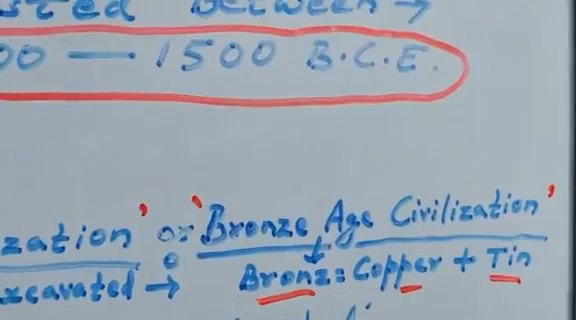 sted between →
00 — 1500 B.C.E.
zation' or 'Bronze Age Civilization'
xcavated → Bronz: Copper + Tin